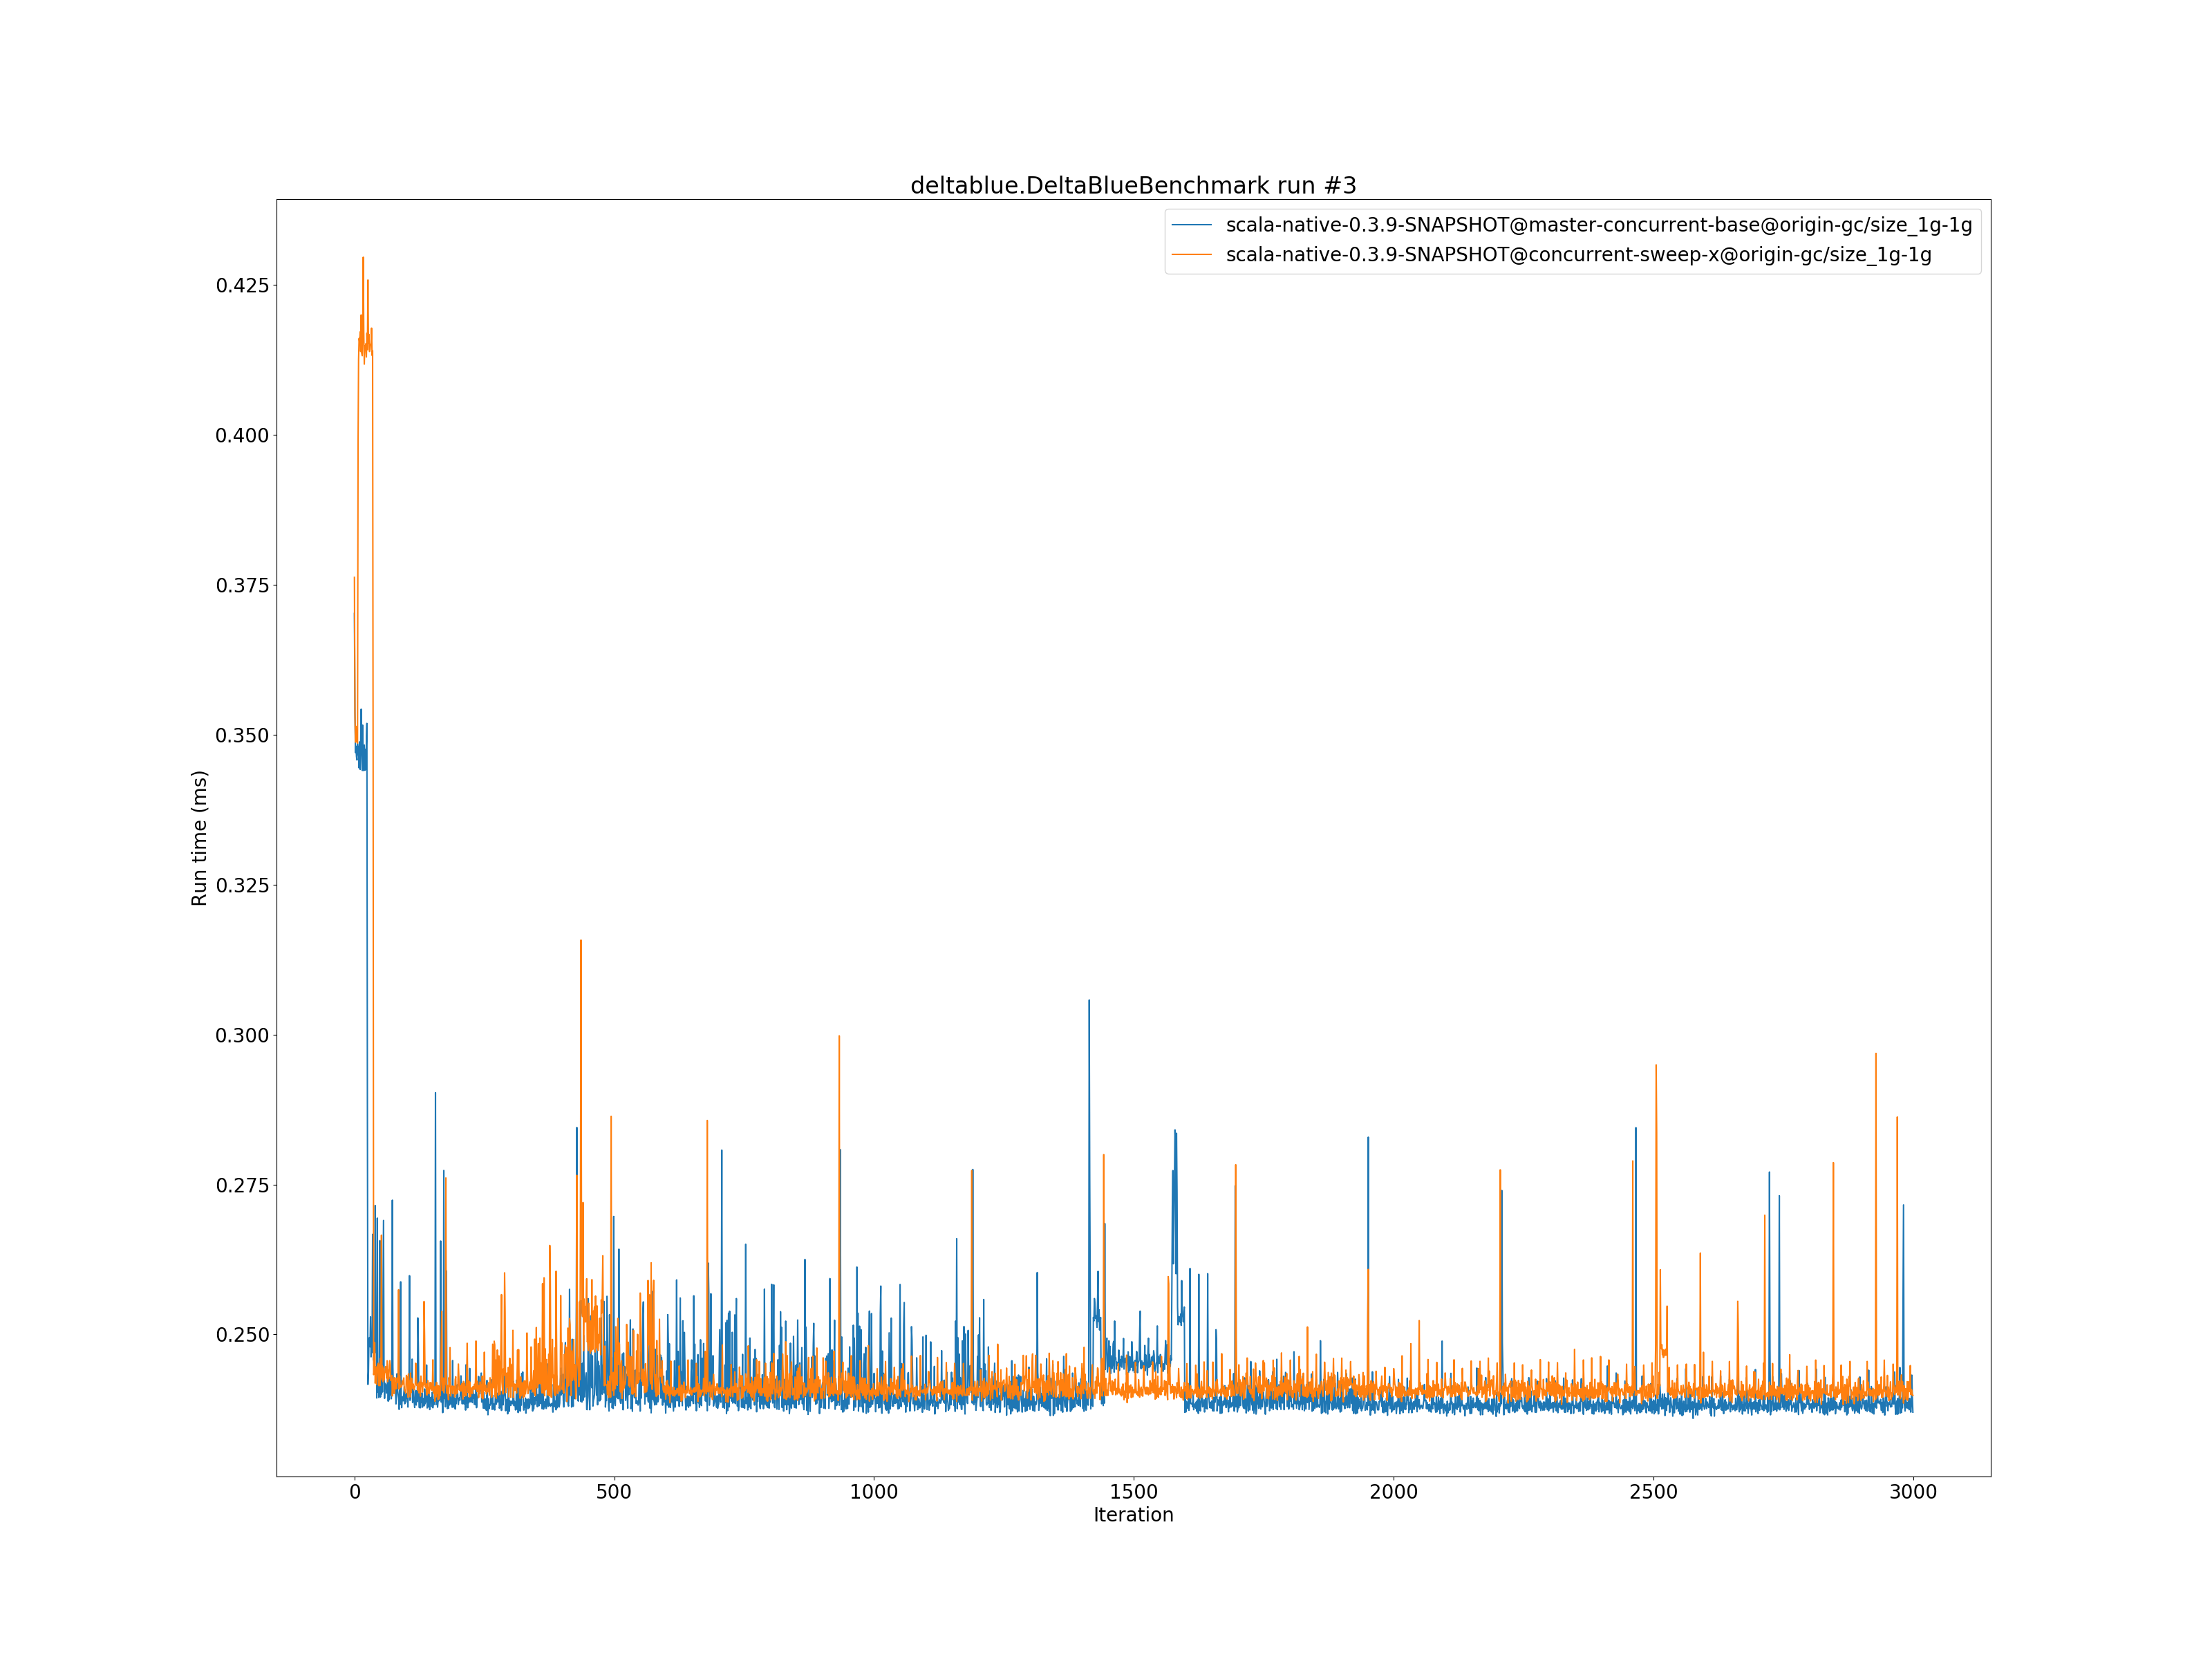 deltablue.DeltaBlueBenchmark run #3
scala-native-0.3.9-SNAPSHOT@master-concurrent-base@origin-gc/size_1g-1g
scala-native-0.3.9-SNAPSHOT@concurrent-sweep-x@origin-gc/size_1g-1g
0.425
0.400
0.375
0.350
0.325
0.300
0.275
0.250
Run time (ms)
0 500 1000 1500 2000 2500 3000
Iteration